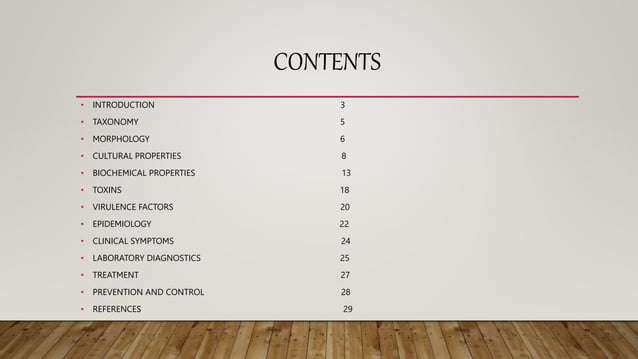 CONTENTS
• INTRODUCTION 3
• TAXONOMY 5
• MORPHOLOGY 6
• CULTURAL PROPERTIES 8
• BIOCHEMICAL PROPERTIES 13
• TOXINS 18
• VIRULENCE FACTORS 20
• EPIDEMIOLOGY 22
• CLINICAL SYMPTOMS 24
• LABORATORY DIAGNOSTICS 25
• TREATMENT 27
• PREVENTION AND CONTROL 28
• REFERENCES 29